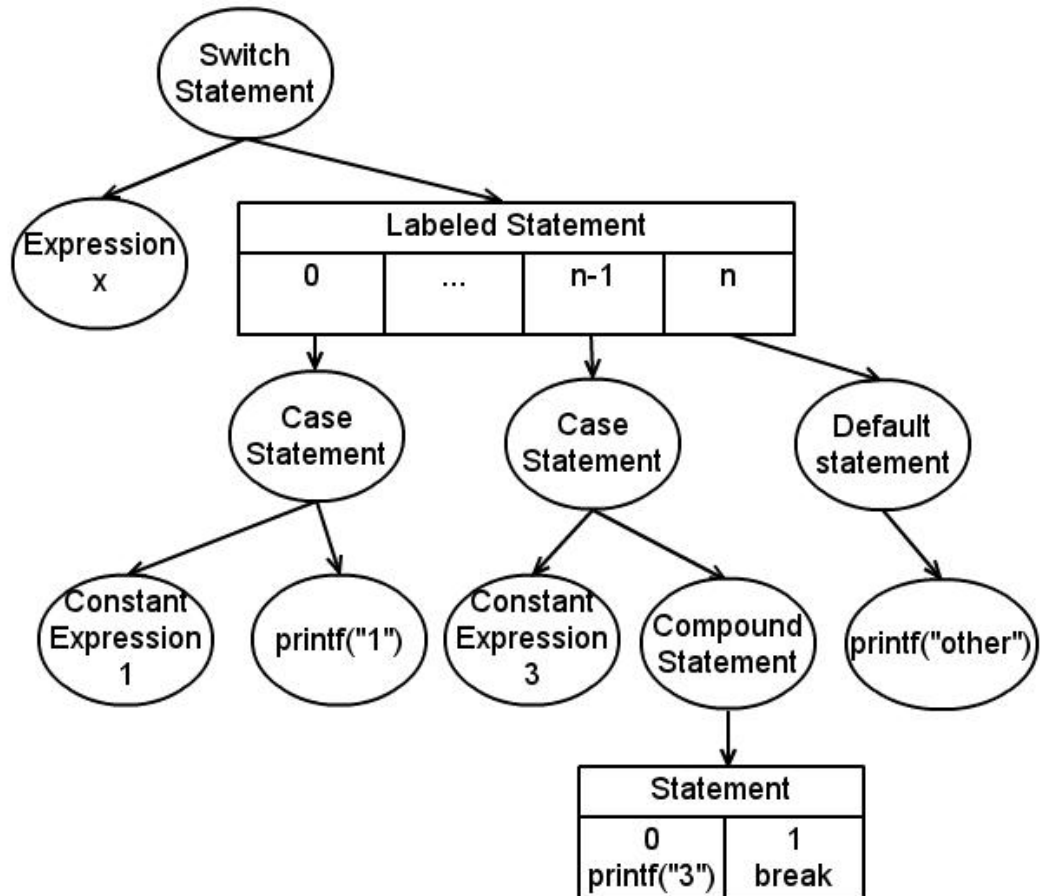 Switch
Statement
Expression
x
Labeled Statement
0
...
n-1
n
Case
Statement
Case
Statement
Default
statement
Constant
Expression
1
printf("1")
Constant
Expression
3
Compound
Statement
printf("other")
Statement
0
printf("3")
1
break